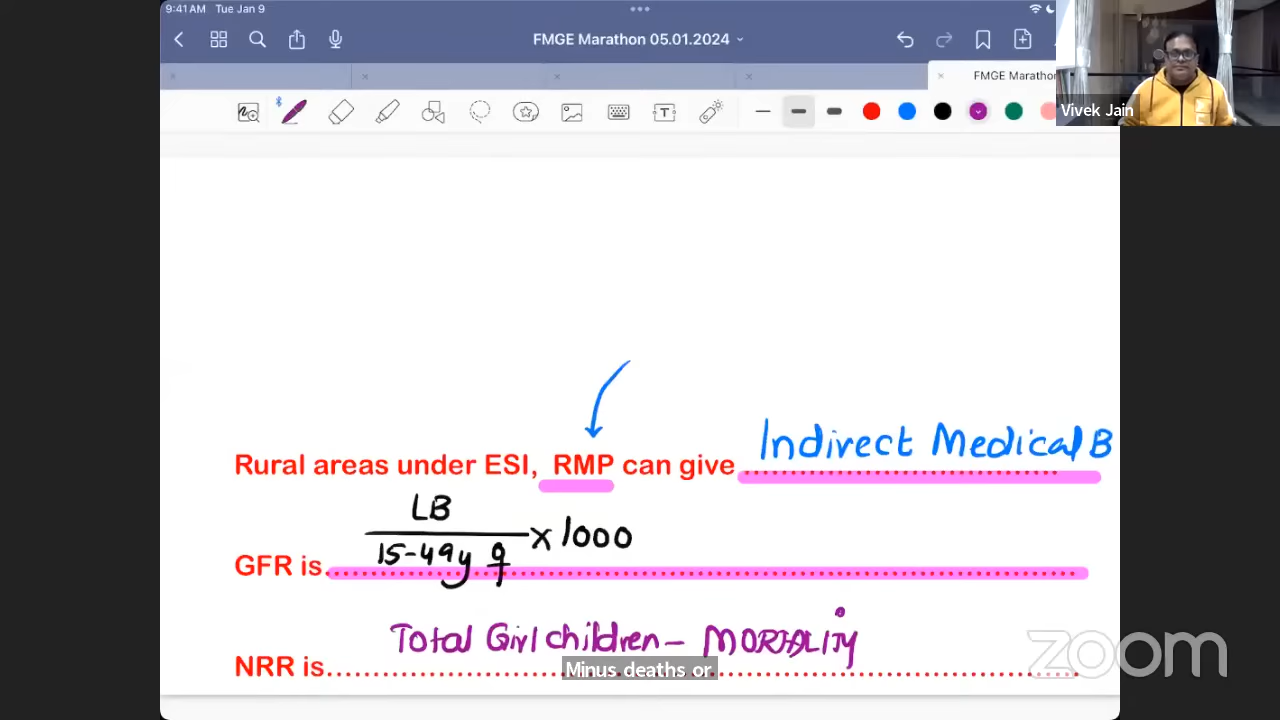 9:41 AM Tue Jan 9
FMGE Marathon 05.01.2024
FMGE Marathon
Vivek Jain
Indirect Medical B
Rural areas under ESI, RMP can give
LB
15-49y ♀ × 1000
GFR is
Total Girl children - MORTALITY
NRR is
Minus deaths or
zoom